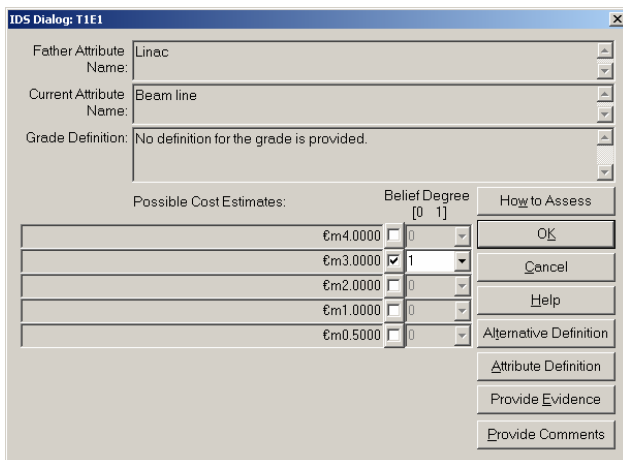 IDS Dialog: T1E1
Father Attribute Name: Linac
Current Attribute Name: Beam line
Grade Definition: No definition for the grade is provided.
Possible Cost Estimates:
Belief Degree
[0 1]
€m4.0000 0
€m3.0000 1
€m2.0000 0
€m1.0000 0
€m0.5000 0
How to Assess
OK
Cancel
Help
Alternative Definition
Attribute Definition
Provide Evidence
Provide Comments